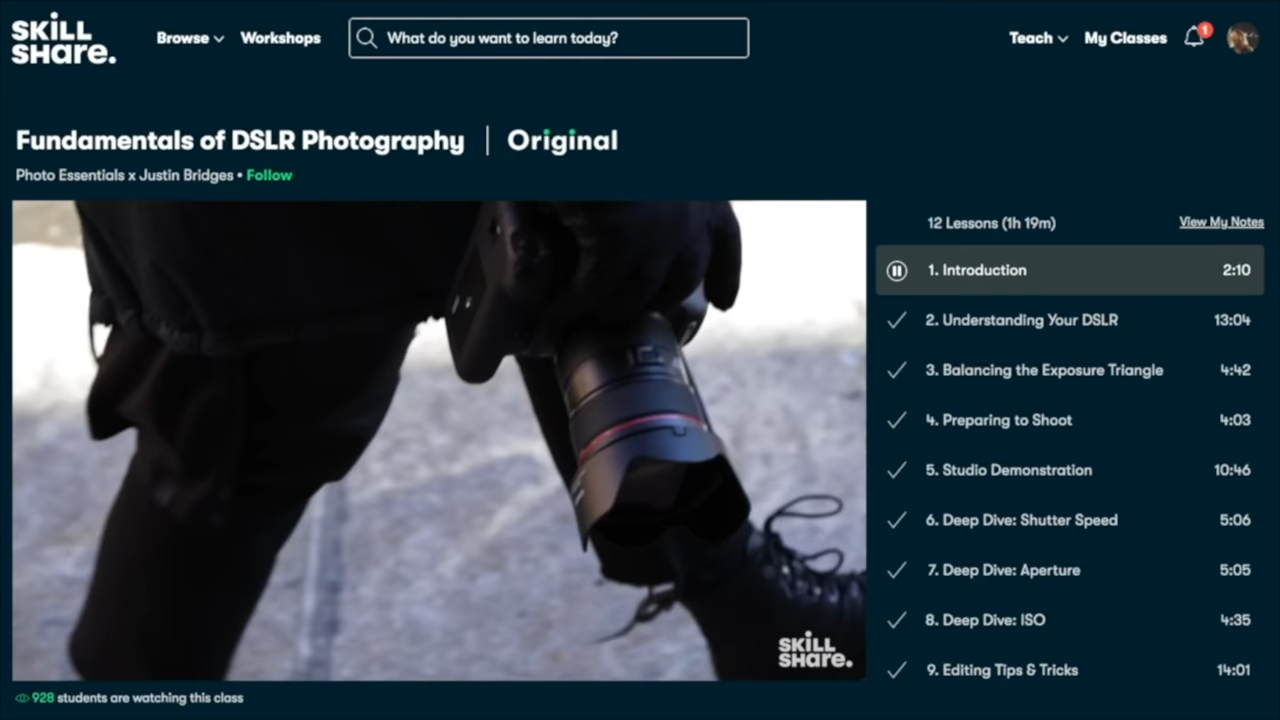 SKILL
SHare.
Browse
Workshops
What do you want to learn today?
Teach
My Classes
1
Fundamentals of DSLR Photography | Original
Photo Essentials x Justin Bridges • Follow
12 Lessons (1h 19m)
View My Notes
1. Introduction 2:10
2. Understanding Your DSLR 13:04
3. Balancing the Exposure Triangle 4:42
4. Preparing to Shoot 4:03
5. Studio Demonstration 10:46
6. Deep Dive: Shutter Speed 5:06
7. Deep Dive: Aperture 5:05
8. Deep Dive: ISO 4:35
9. Editing Tips & Tricks 14:01
SKILL
SHare.
928 students are watching this class